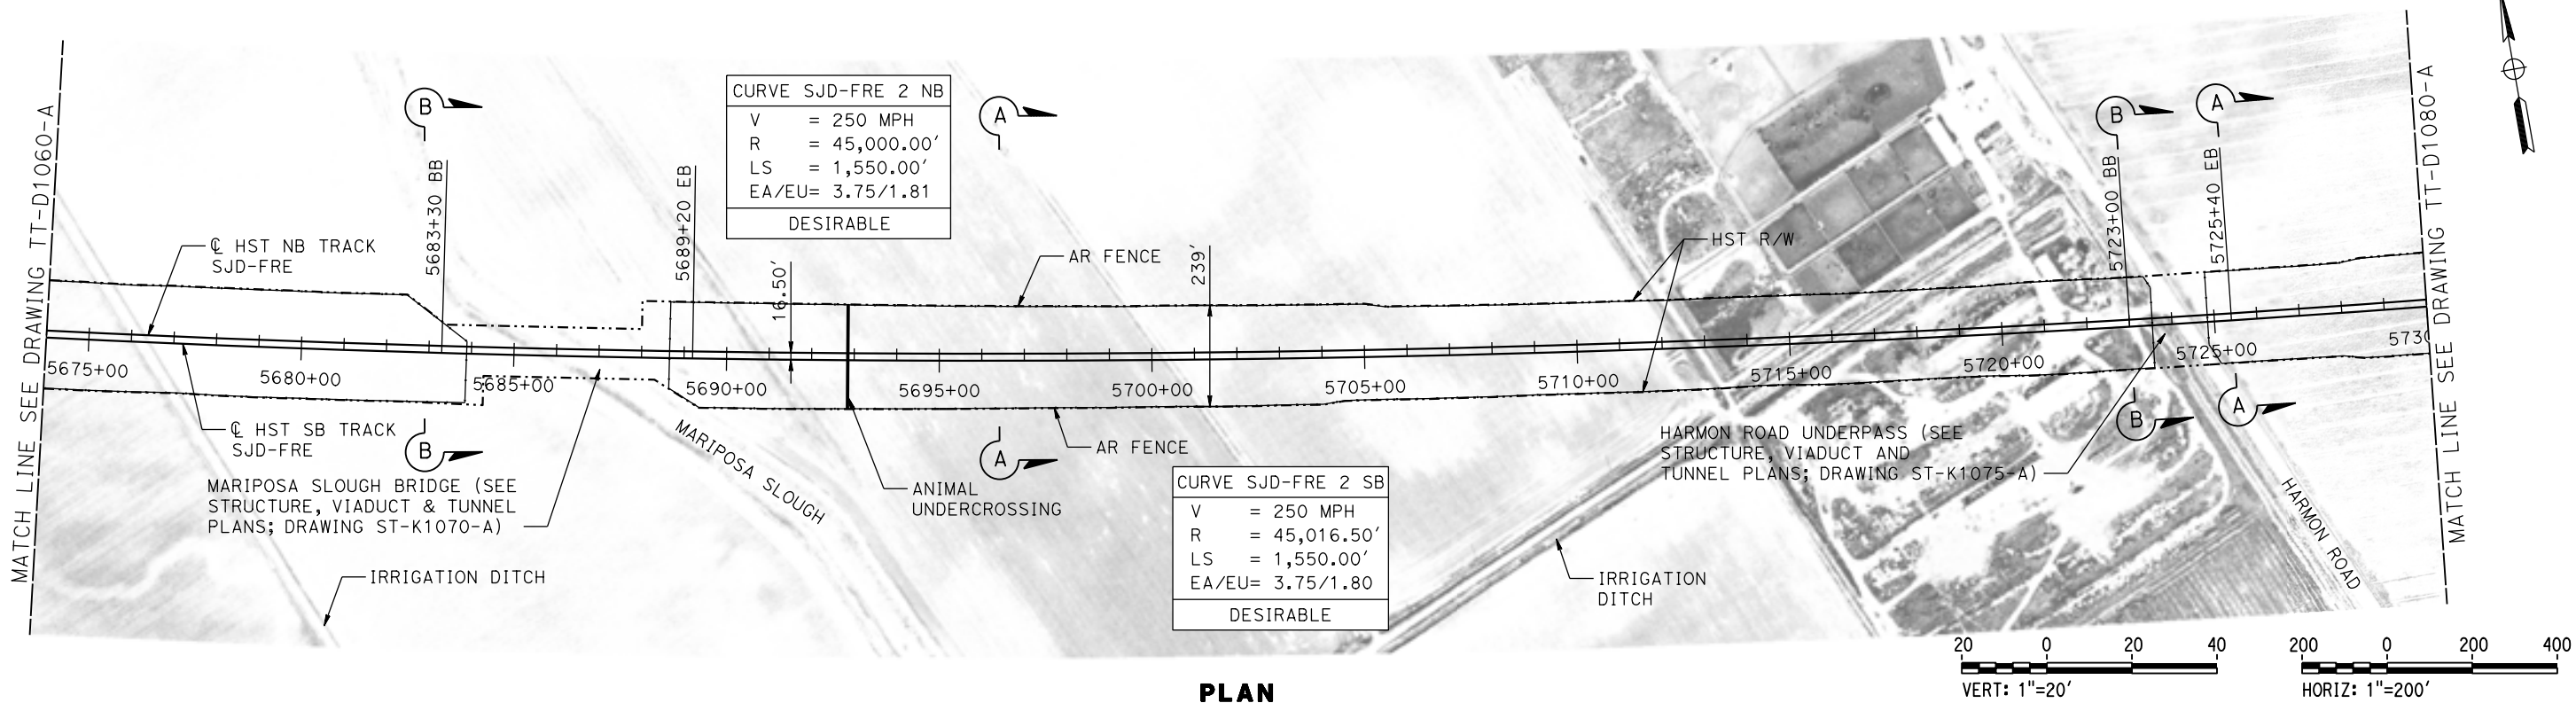 MATCH LINE SEE DRAWING TT-D1060-A
B
5683+30 BB
5689+20 EB
CURVE SJD-FRE 2 NB
V = 250 MPH
R = 45,000.00'
LS = 1,550.00'
EA/EU= 3.75/1.81
DESIRABLE
A
B
A
5723+00 BB
5725+40 EB
MATCH LINE SEE DRAWING TT-D1080-A
℄ HST NB TRACK
SJD-FRE
16.50'
AR FENCE
239'
HST R/W
5675+00
5680+00
5685+00
5690+00
5695+00
5700+00
5705+00
5710+00
5715+00
5720+00
5725+00
5730
℄ HST SB TRACK
SJD-FRE
B
MARIPOSA SLOUGH BRIDGE (SEE
STRUCTURE, VIADUCT & TUNNEL
PLANS; DRAWING ST-K1070-A)
IRRIGATION DITCH
MARIPOSA SLOUGH
ANIMAL
UNDERCROSSING
A
AR FENCE
CURVE SJD-FRE 2 SB
V = 250 MPH
R = 45,016.50'
LS = 1,550.00'
EA/EU= 3.75/1.80
DESIRABLE
IRRIGATION
DITCH
HARMON ROAD UNDERPASS (SEE
STRUCTURE, VIADUCT AND
TUNNEL PLANS; DRAWING ST-K1075-A)
B
A
HARMON ROAD
20 0 20 40
VERT: 1"=20'
200 0 200 400
HORIZ: 1"=200'
PLAN